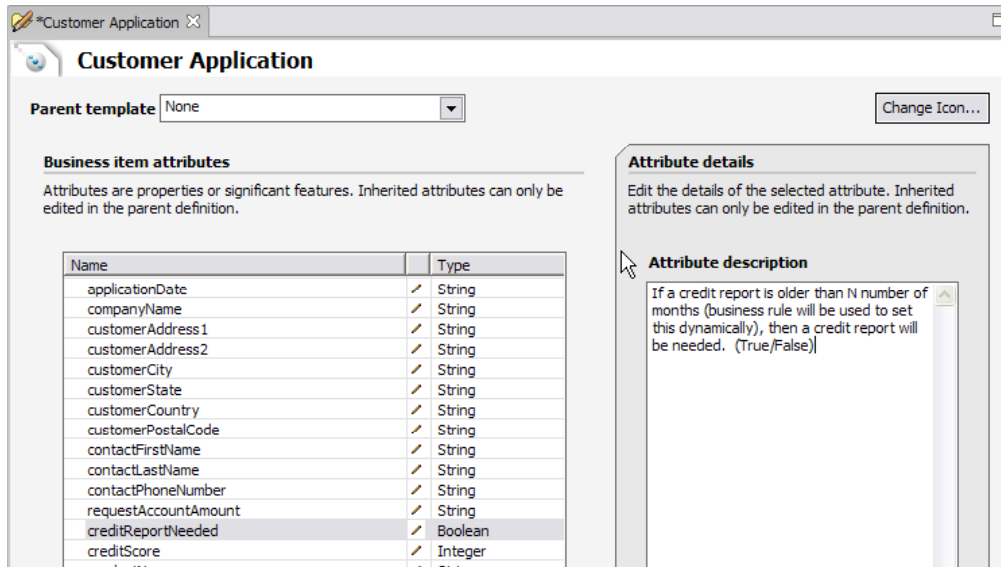 *Customer Application
Customer Application
Parent template None
Change Icon...
Business item attributes
Attributes are properties or significant features. Inherited attributes can only be
edited in the parent definition.
Name Type
applicationDate String
companyName String
customerAddress1 String
customerAddress2 String
customerCity String
customerState String
customerCountry String
customerPostalCode String
contactFirstName String
contactLastName String
contactPhoneNumber String
requestAccountAmount String
creditReportNeeded Boolean
creditScore Integer
Attribute details
Edit the details of the selected attribute. Inherited
attributes can only be edited in the parent definition.
Attribute description
If a credit report is older than N number of
months (business rule will be used to set
this dynamically), then a credit report will
be needed. (True/False)